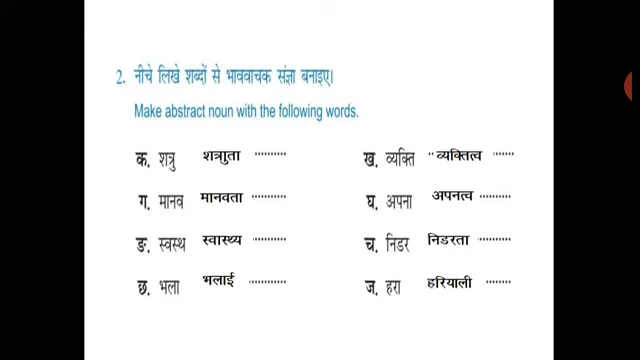 2. नीचे लिखे शब्दों से भाववाचक संज्ञा बनाइए।
Make abstract noun with the following words.
क. शत्रु शत्राुता ........... ख. व्यक्ति .. व्यक्तित्व .......
ग. मानव मानवता ............ घ. अपना अपनत्व .........
ङ. स्वस्थ स्वास्थ्य ............ च. निडर निडरता ...........
छ. भला भलाई ............. ज. हरा हरियाली .........